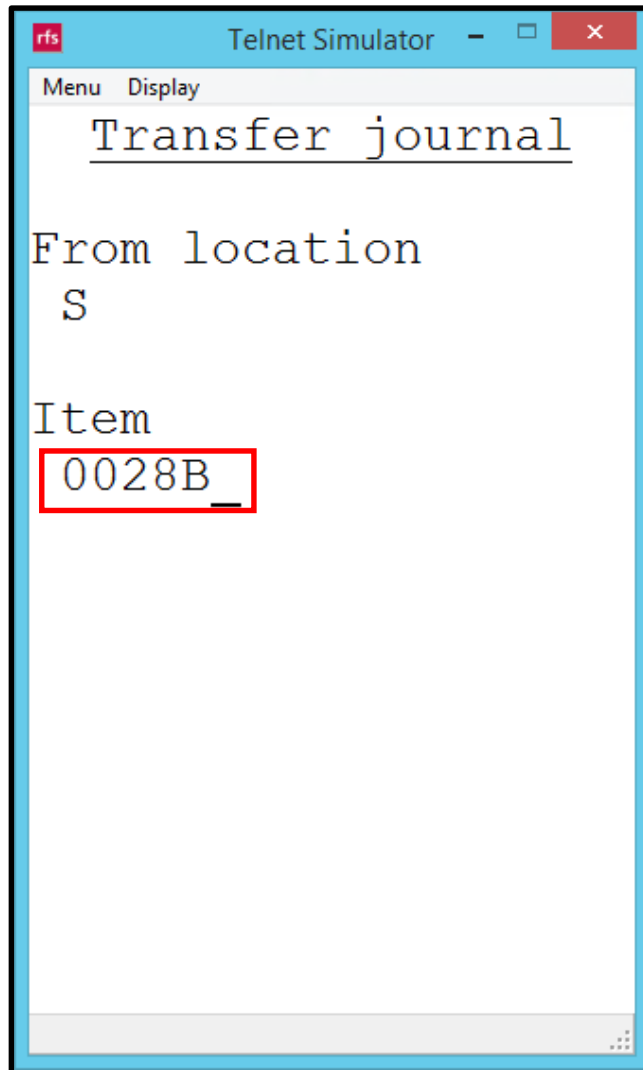 rfs Telnet Simulator
Menu Display
Transfer journal
From location
S
Item
0028B_